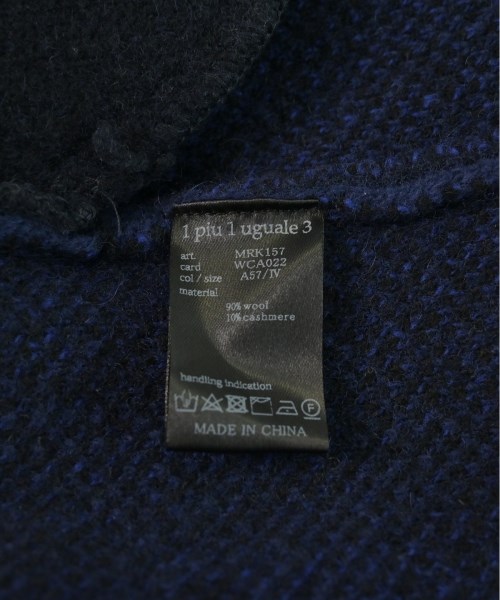 1 piu 1 uguale 3
art. MRK157
card WCA022
col / size A57/IV
material
90% wool
10% cashmere
handling indication
F
MADE IN CHINA